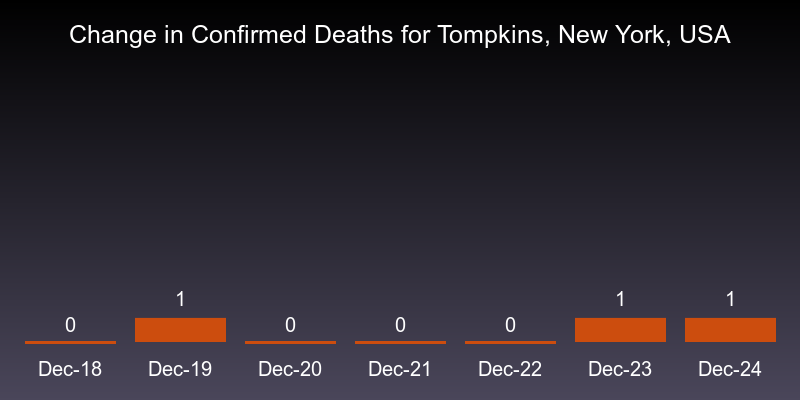 Change in Confirmed Deaths for Tompkins, New York, USA
0 1 0 0 0 1 1
Dec-18 Dec-19 Dec-20 Dec-21 Dec-22 Dec-23 Dec-24